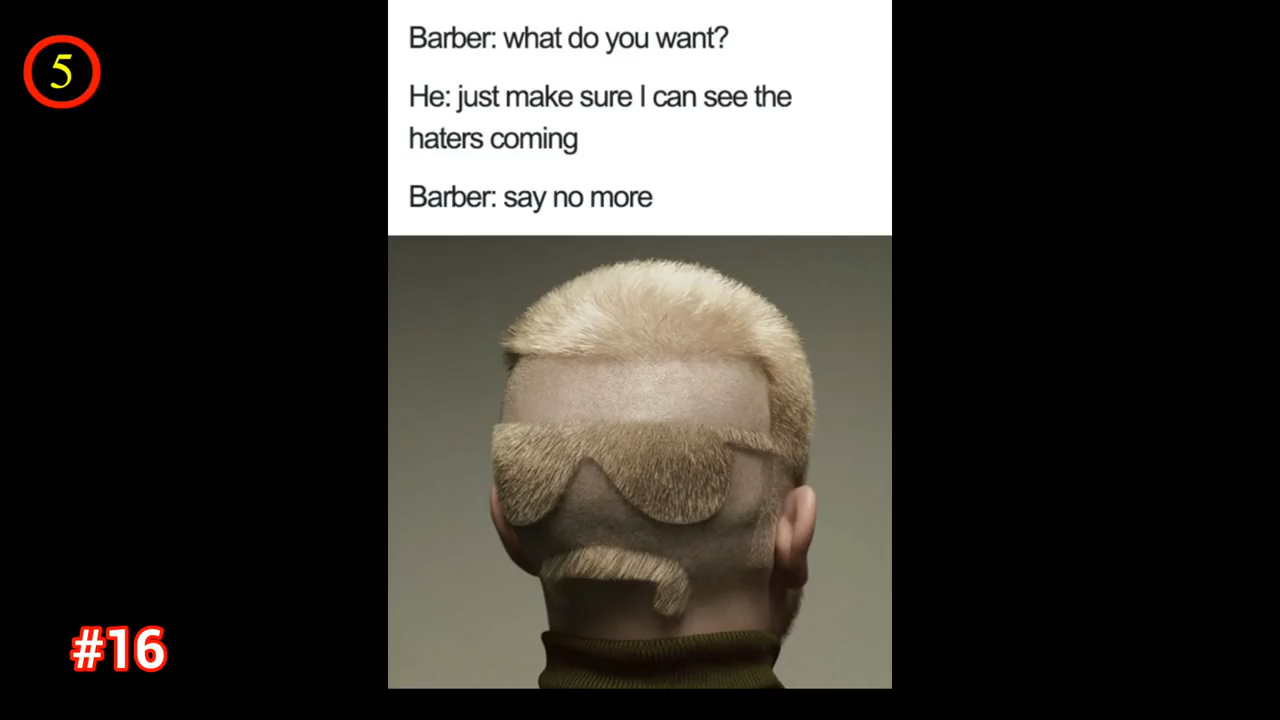 5
Barber: what do you want?
He: just make sure I can see the
haters coming
Barber: say no more
#16